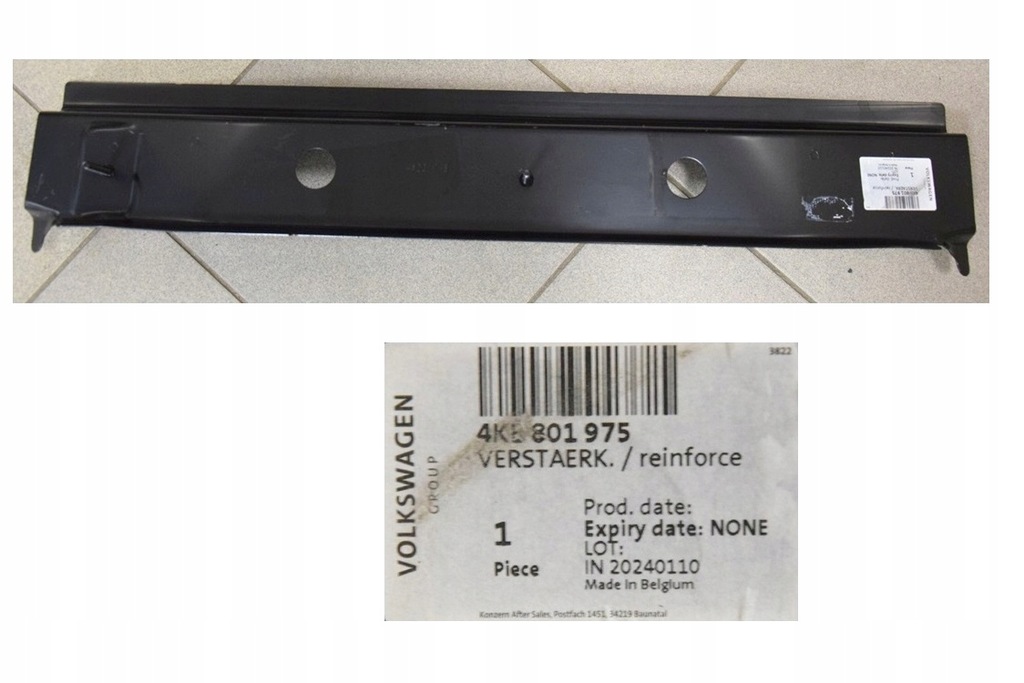 3822
VOLKSWAGEN
GROUP
801 975
VERSTAERK. / reinforce
1
Piece
Prod. date:
Expiry date: NONE
LOT:
IN 20240110
Made In Belgium
Konzern After Sales, Postfach 1451, 34219 Baunatal